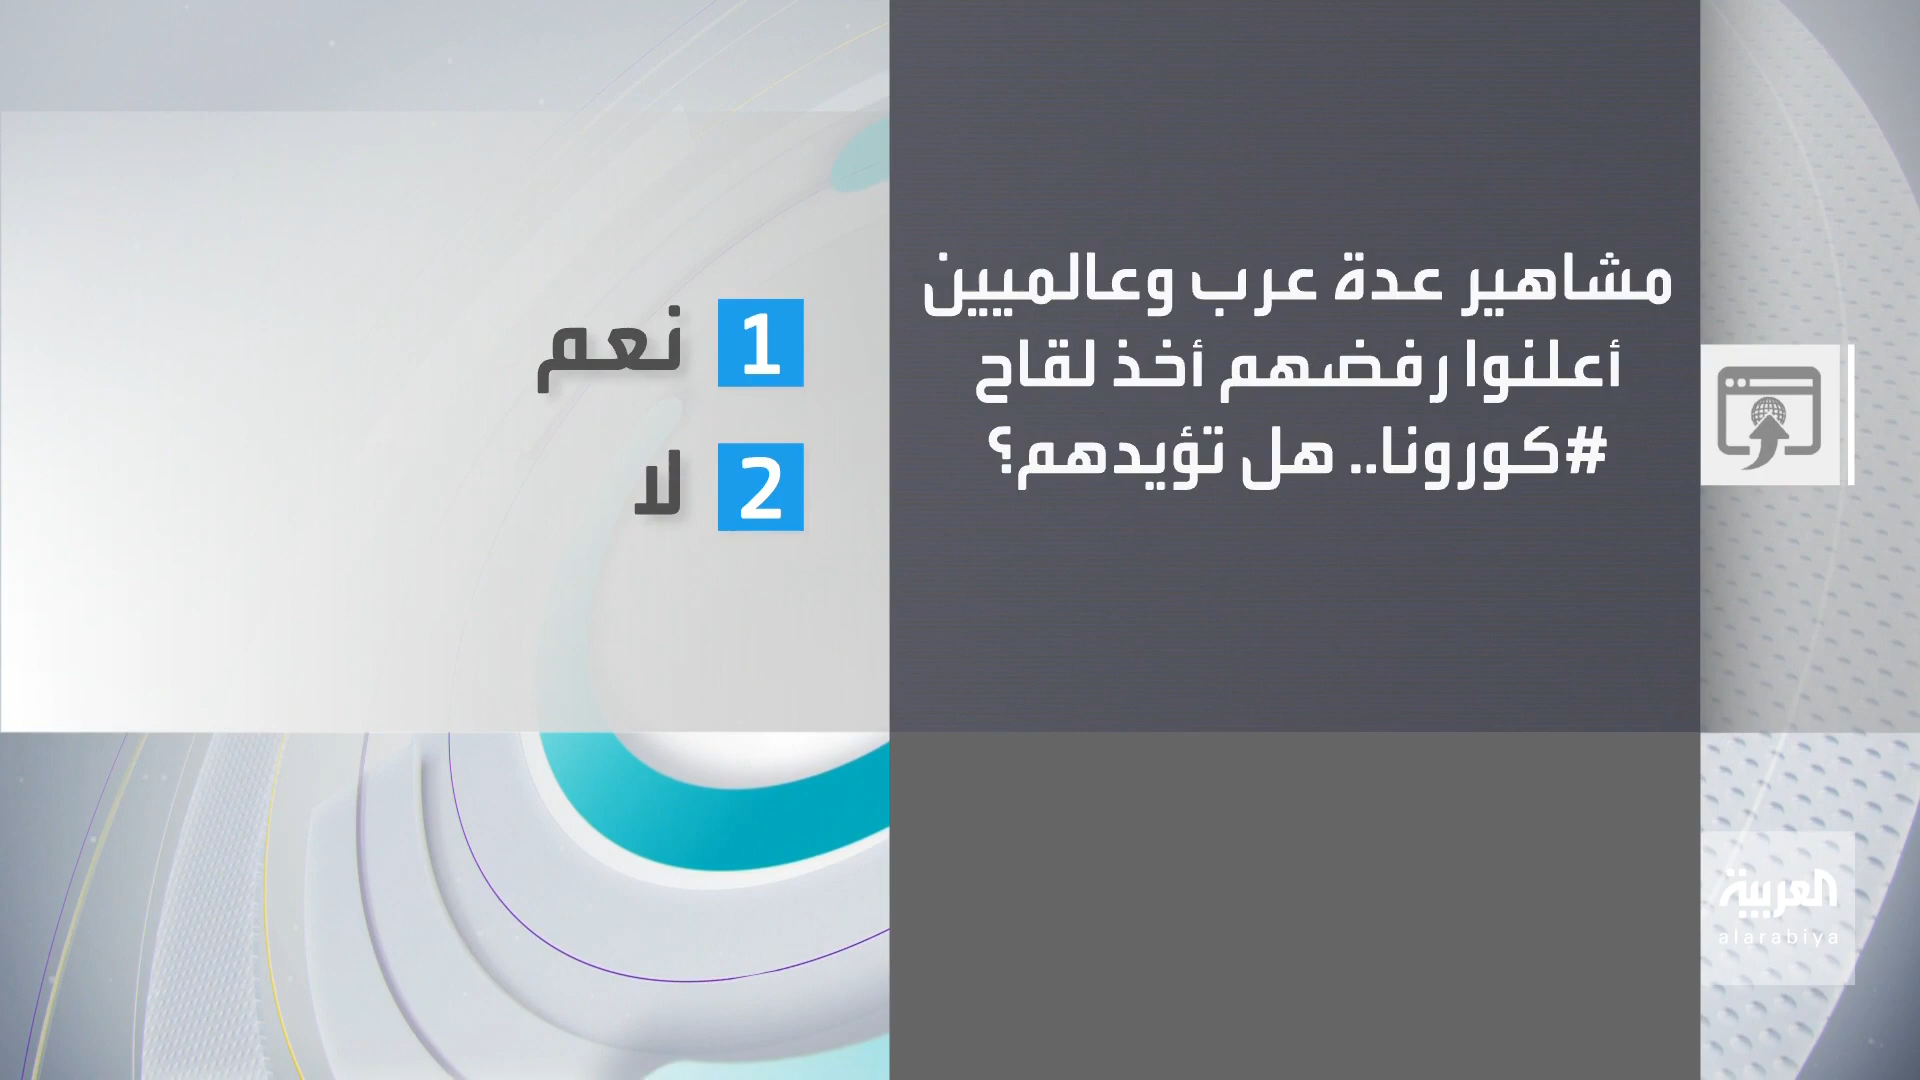 مشاهير عدة عرب وعالميين
أعلنوا رفضهم أخذ لقاح
#كورونا.. هل تؤيدهم؟
1 نعم
2 لا
العربية
alarabiya